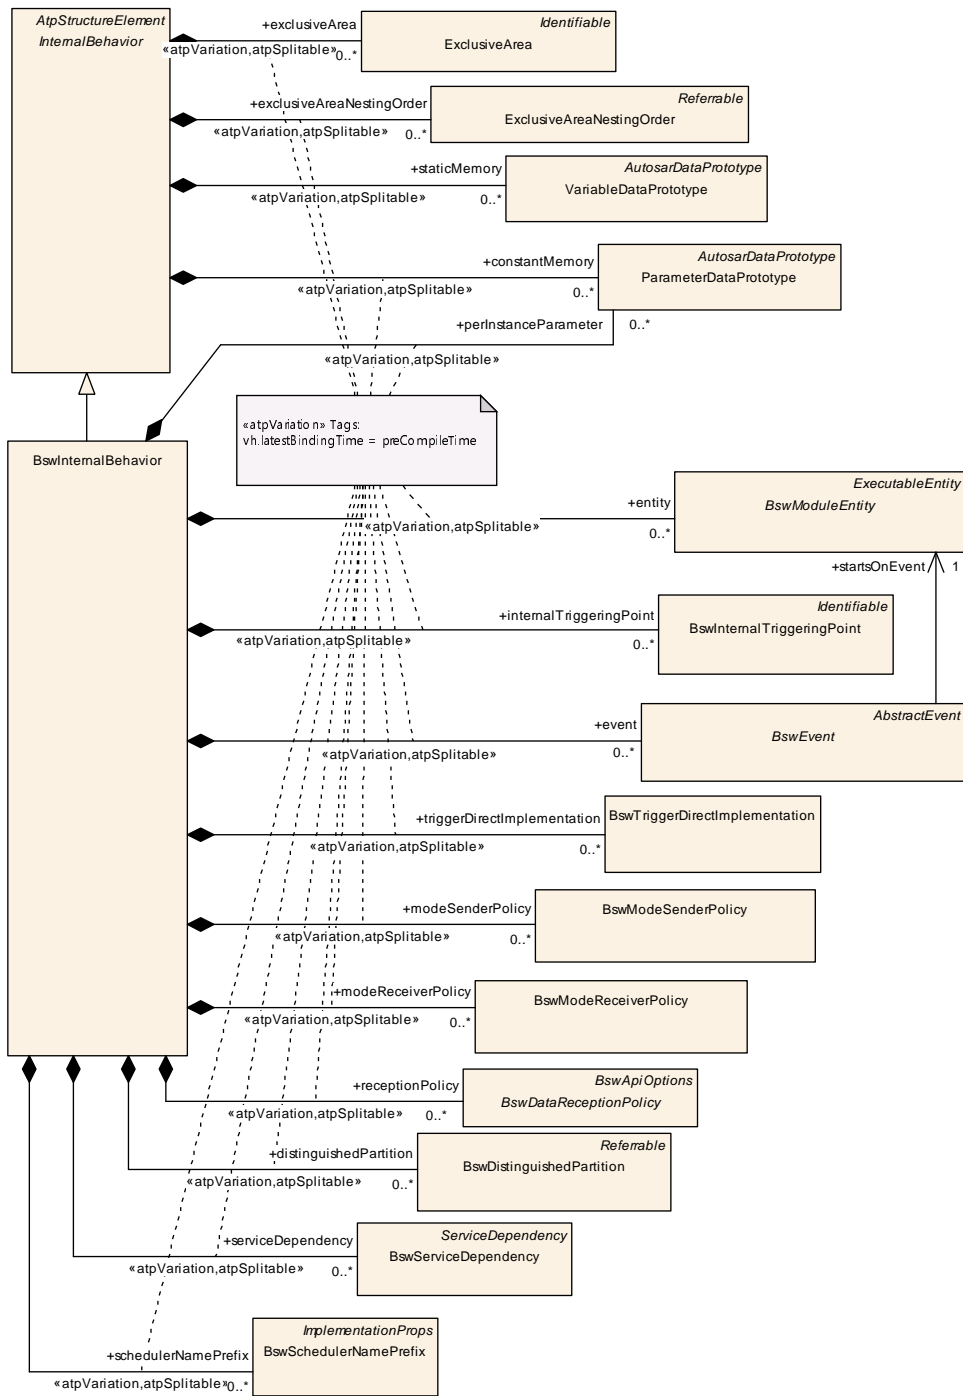 AtpStructureElement
InternalBehavior
+exclusiveArea
«atpVariation,atpSplitable»
0..*
Identifiable
ExclusiveArea
+exclusiveAreaNestingOrder
«atpVariation,atpSplitable»
0..*
Referrable
ExclusiveAreaNestingOrder
+staticMemory
«atpVariation,atpSplitable»
0..*
AutosarDataPrototype
VariableDataPrototype
+constantMemory
«atpVariation,atpSplitable»
0..*
AutosarDataPrototype
ParameterDataPrototype
+perInstanceParameter
0..*
«atpVariation,atpSplitable»
«atpVariation» Tags:
vh.latestBindingTime = preCompileTime
BswInternalBehavior
+entity
«atpVariation,atpSplitable»
0..*
ExecutableEntity
BswModuleEntity
+startsOnEvent
1
+internalTriggeringPoint
«atpVariation,atpSplitable»
0..*
Identifiable
BswInternalTriggeringPoint
+event
«atpVariation,atpSplitable»
0..*
AbstractEvent
BswEvent
+triggerDirectImplementation
«atpVariation,atpSplitable»
0..*
BswTriggerDirectImplementation
+modeSenderPolicy
«atpVariation,atpSplitable»
0..*
BswModeSenderPolicy
+modeReceiverPolicy
«atpVariation,atpSplitable»
0..*
BswModeReceiverPolicy
+receptionPolicy
«atpVariation,atpSplitable»
0..*
BswApiOptions
BswDataReceptionPolicy
+distinguishedPartition
«atpVariation,atpSplitable»
0..*
Referrable
BswDistinguishedPartition
+serviceDependency
«atpVariation,atpSplitable»
0..*
ServiceDependency
BswServiceDependency
+schedulerNamePrefix
«atpVariation,atpSplitable»
0..*
ImplementationProps
BswSchedulerNamePrefix